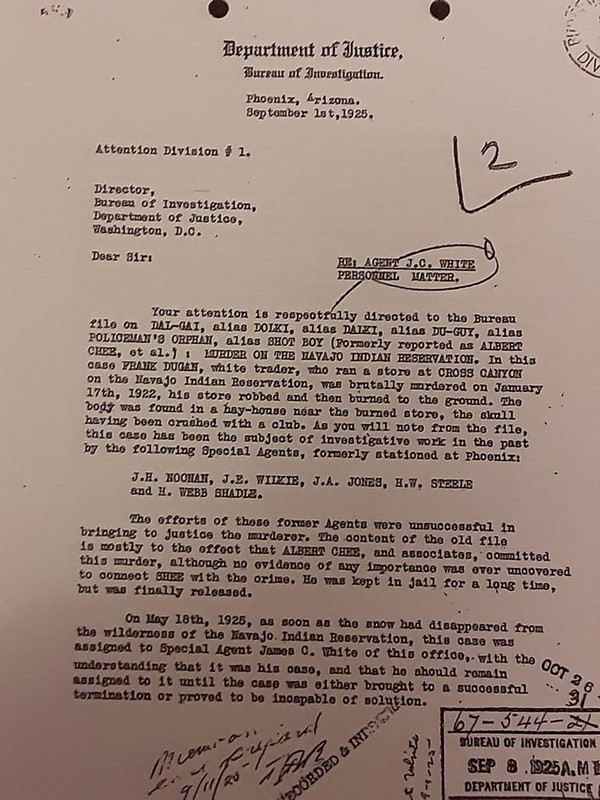 Department of Justice,
Bureau of Investigation.
Phoenix, Arizona.
September 1st,1925.
Attention Division # 1.
2
Director,
Bureau of Investigation,
Department of Justice,
Washington, D.C.
Dear Sir:
RE: AGENT J.C. WHITE
PERSONNEL MATTER.
Your attention is respectfully directed to the Bureau
file on DAL-GAI, alias DOLKI, alias DALKI, alias DU-GUY, alias
POLICEMAN'S ORPHAN, alias SHOT BOY (Formerly reported as ALBERT
CHEE, et al.) : MURDER ON THE NAVAJO INDIAN RESERVATION. In this
case FRANK DUGAN, white trader, who ran a store at CROSS CANYON
on the Navajo Indian Reservation, was brutally murdered on January
17th, 1922, his store robbed and then burned to the ground. The
body was found in a hay-house near the burned store, the skull
having been crushed with a club. As you will note from the file,
this case has been the subject of investigative work in the past
by the following Special Agents, formerly stationed at Phoenix:
J.H. NOONAN, J.E. WILKIE, J.A. JONES, H.W. STEELE
and H. WEBB SHADLE.
The efforts of these former Agents were unsuccessful in
bringing to justice the murderer. The content of the old file
is mostly to the effect that ALBERT CHEE, and associates, committed
this murder, although no evidence of any importance was ever uncovered
to connect SHEE with the crime. He was kept in jail for a long time,
but was finally released.
On May 18th, 1925, as soon as the snow had disappeared from
the wilderness of the Navajo Indian Reservation, this case was
assigned to Special Agent James C. White of this office, with the
understanding that it was his case, and that he should remain
assigned to it until the case was either brought to a successful
termination or proved to be incapable of solution.
OCT 26
31
67-544-21
BUREAU OF INVESTIGATION
SEP 8 1925 A.M
DEPARTMENT OF JUSTICE
RECORDED &
9/11/25
White